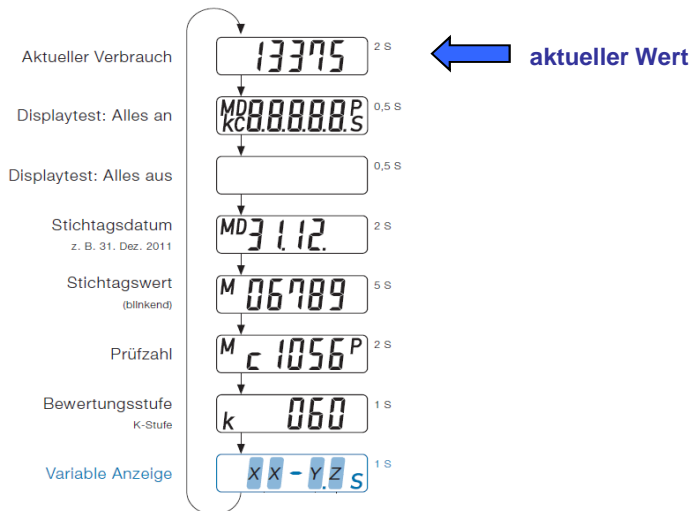 Aktueller Verbrauch 13375 2 S aktueller Wert
Displaytest: Alles an MD KC 8.8.8.8.8. P S 0,5 S
Displaytest: Alles aus 0,5 S
Stichtagsdatum MD 31.12. 2 S
z. B. 31. Dez. 2011
Stichtagswert M 06789 5 S
(blinkend)
Prüfzahl M c 1056 P 2 S
Bewertungsstufe k 060 1 S
K-Stufe
Variable Anzeige XX-Y.Z S 1 S